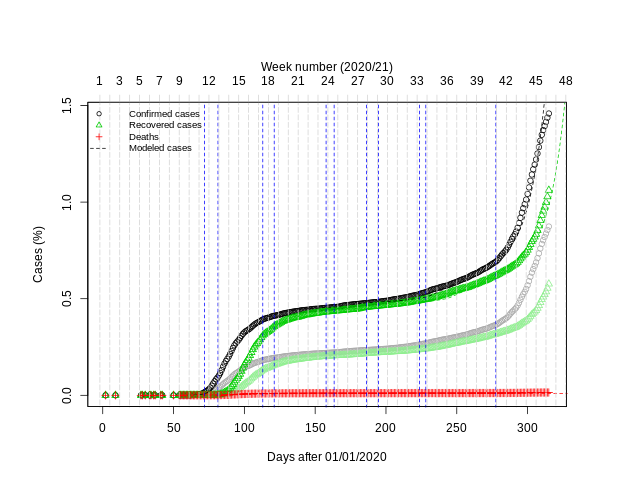 Week number (2020/21)
1 3 5 7 9 12 15 18 21 24 27 30 33 36 39 42 45 48
Confirmed cases
Recovered cases
Deaths
Modeled cases
Cases (%)
1.5
1.0
0.5
0.0
0 50 100 150 200 250 300
Days after 01/01/2020